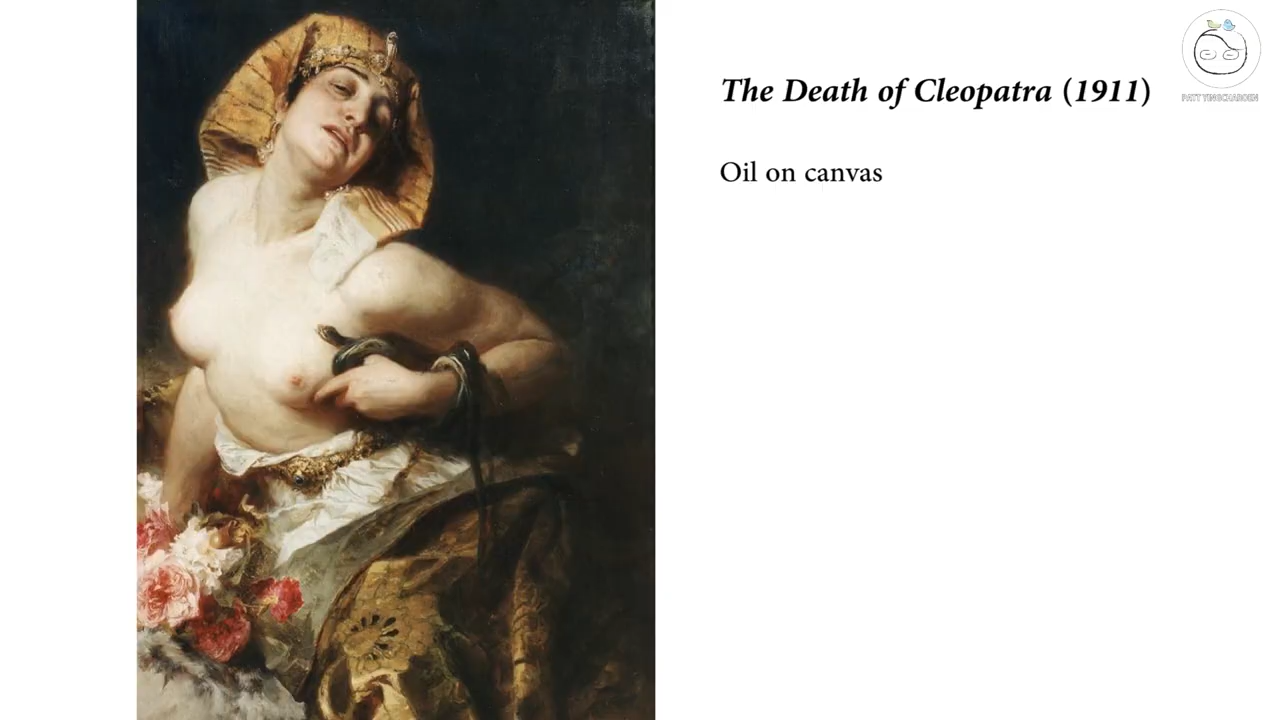 The Death of Cleopatra (1911)
Oil on canvas